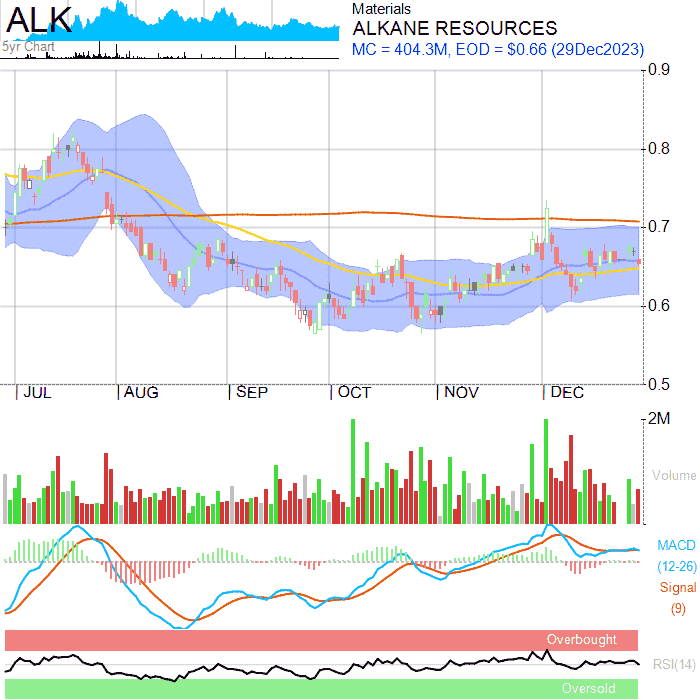 ALK
5yr Chart
Materials
ALKANE RESOURCES
MC = 404.3M, EOD = $0.66 (29Dec2023)
0.9
0.8
0.7
0.6
0.5
JUL AUG SEP OCT NOV DEC
2M
Volume
MACD
(12-26)
Signal
(9)
Overbought
RSI(14)
Oversold